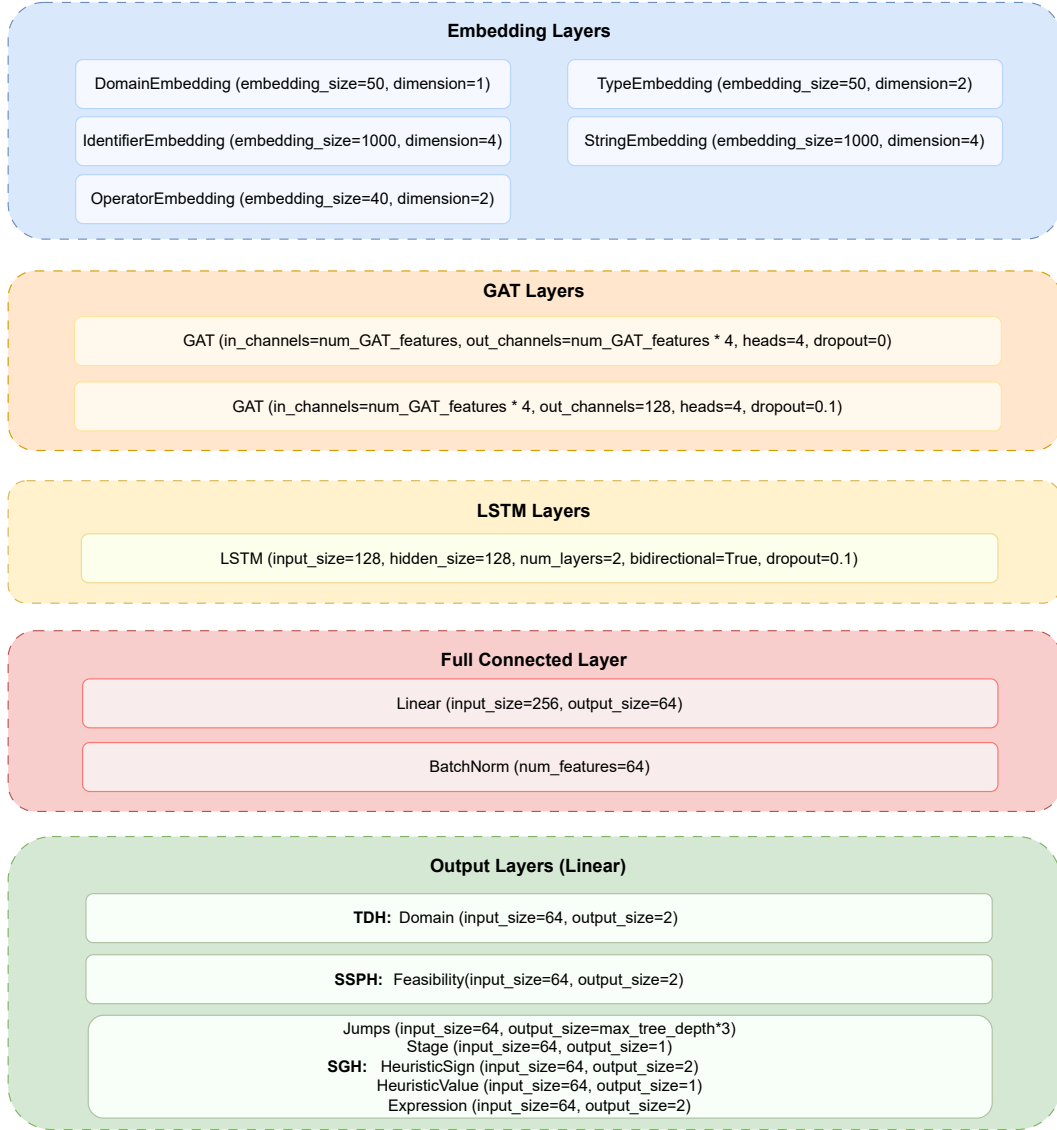 Embedding Layers
DomainEmbedding (embedding_size=50, dimension=1)
TypeEmbedding (embedding_size=50, dimension=2)
IdentifierEmbedding (embedding_size=1000, dimension=4)
StringEmbedding (embedding_size=1000, dimension=4)
OperatorEmbedding (embedding_size=40, dimension=2)
GAT Layers
GAT (in_channels=num_GAT_features, out_channels=num_GAT_features * 4, heads=4, dropout=0)
GAT (in_channels=num_GAT_features * 4, out_channels=128, heads=4, dropout=0.1)
LSTM Layers
LSTM (input_size=128, hidden_size=128, num_layers=2, bidirectional=True, dropout=0.1)
Full Connected Layer
Linear (input_size=256, output_size=64)
BatchNorm (num_features=64)
Output Layers (Linear)
TDH: Domain (input_size=64, output_size=2)
SSPH: Feasibility(input_size=64, output_size=2)
Jumps (input_size=64, output_size=max_tree_depth*3)
Stage (input_size=64, output_size=1)
SGH: HeuristicSign (input_size=64, output_size=2)
HeuristicValue (input_size=64, output_size=1)
Expression (input_size=64, output_size=2)